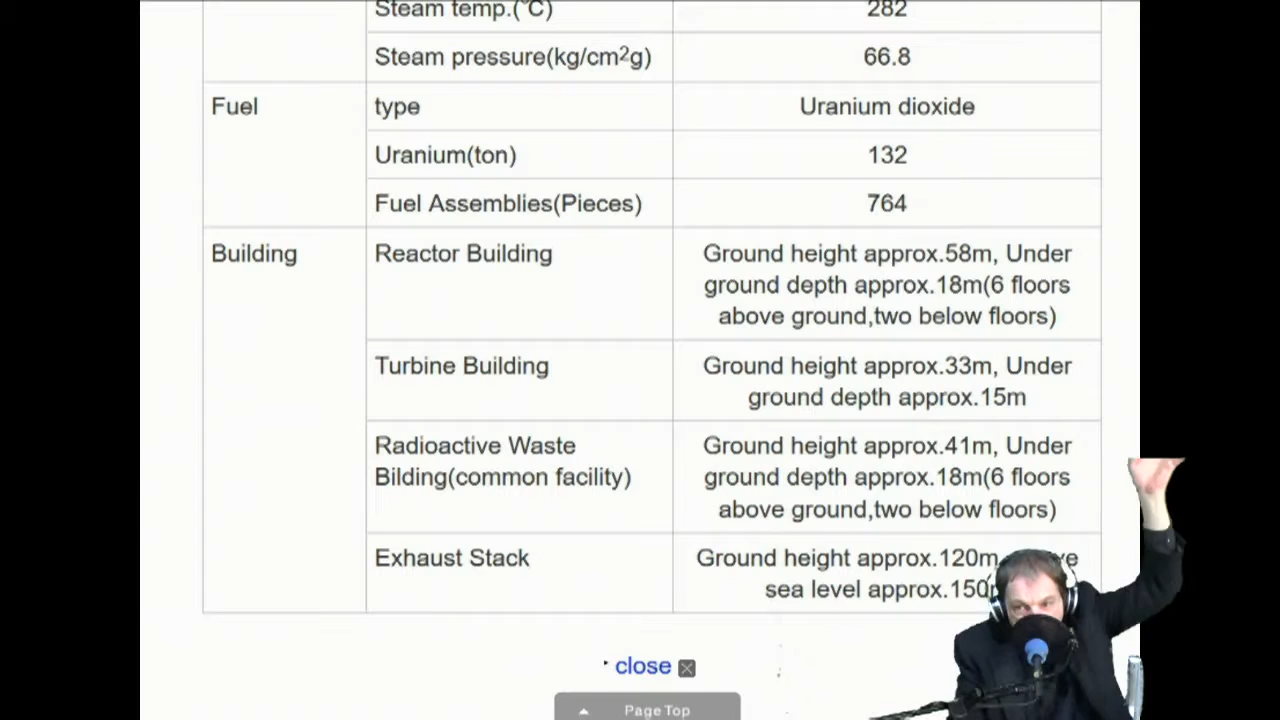 Steam temp.(℃) 282
Steam pressure(kg/cm²g) 66.8
Fuel type Uranium dioxide
Uranium(ton) 132
Fuel Assemblies(Pieces) 764
Building Reactor Building Ground height approx.58m, Under
ground depth approx.18m(6 floors
above ground,two below floors)
Turbine Building Ground height approx.33m, Under
ground depth approx.15m
Radioactive Waste Ground height approx.41m, Under
Bilding(common facility) ground depth approx.18m(6 floors
above ground,two below floors)
Exhaust Stack Ground height approx.120m
sea level approx.150
close
Page Top